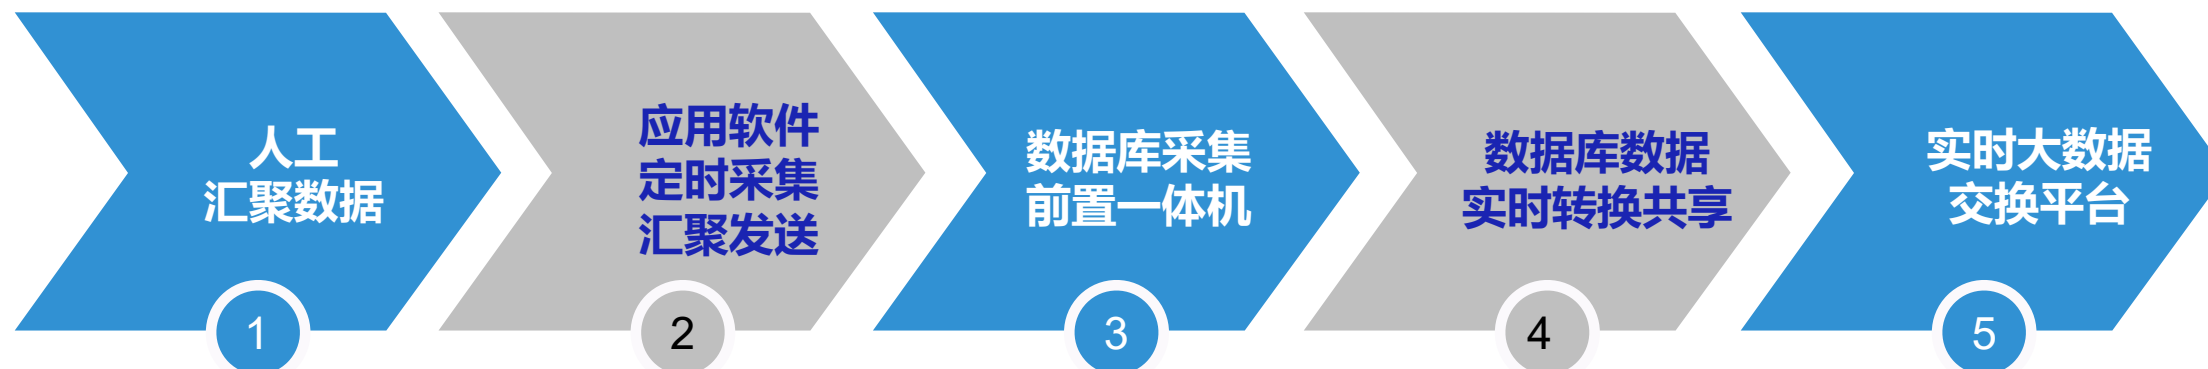 人工
汇聚数据
1
应用软件
定时采集
汇聚发送
2
数据库采集
前置一体机
3
数据库数据
实时转换共享
4
实时大数据
交换平台
5